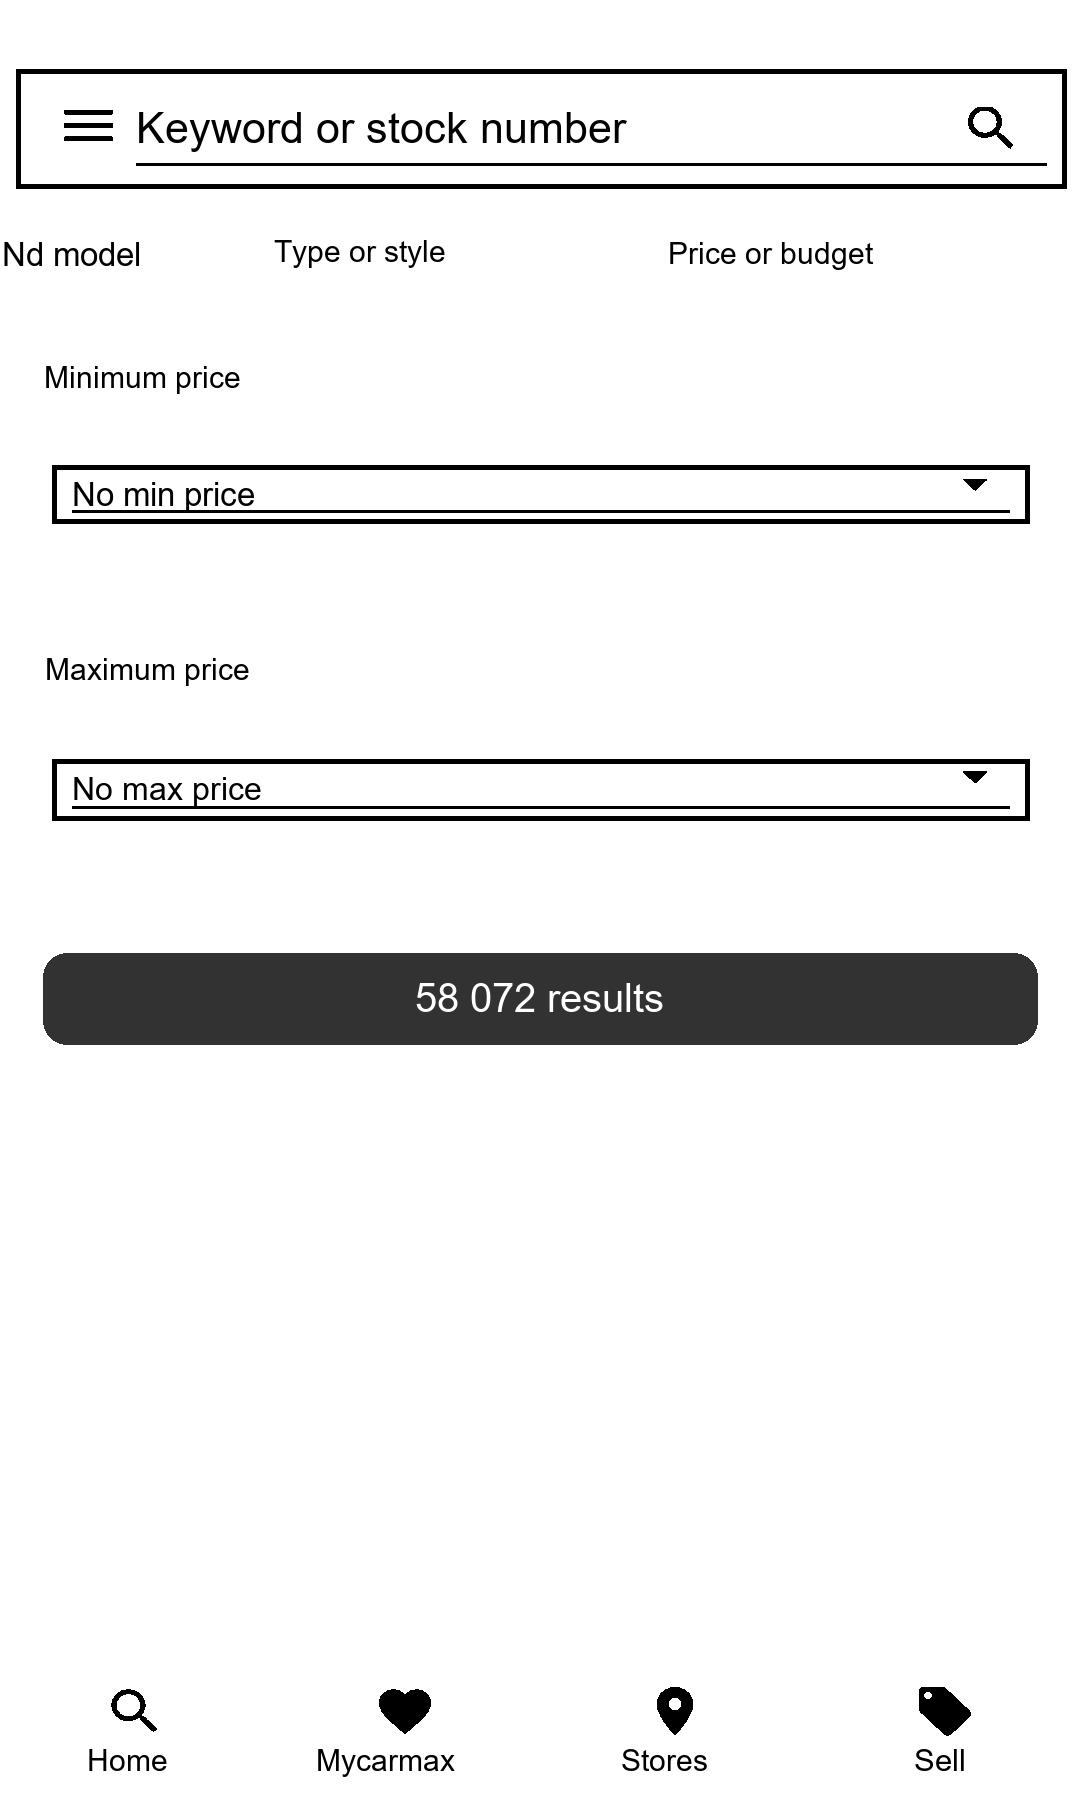 Keyword or stock number
Nd model Type or style Price or budget
Minimum price
No min price
Maximum price
No max price
58 072 results
Home Mycarmax Stores Sell